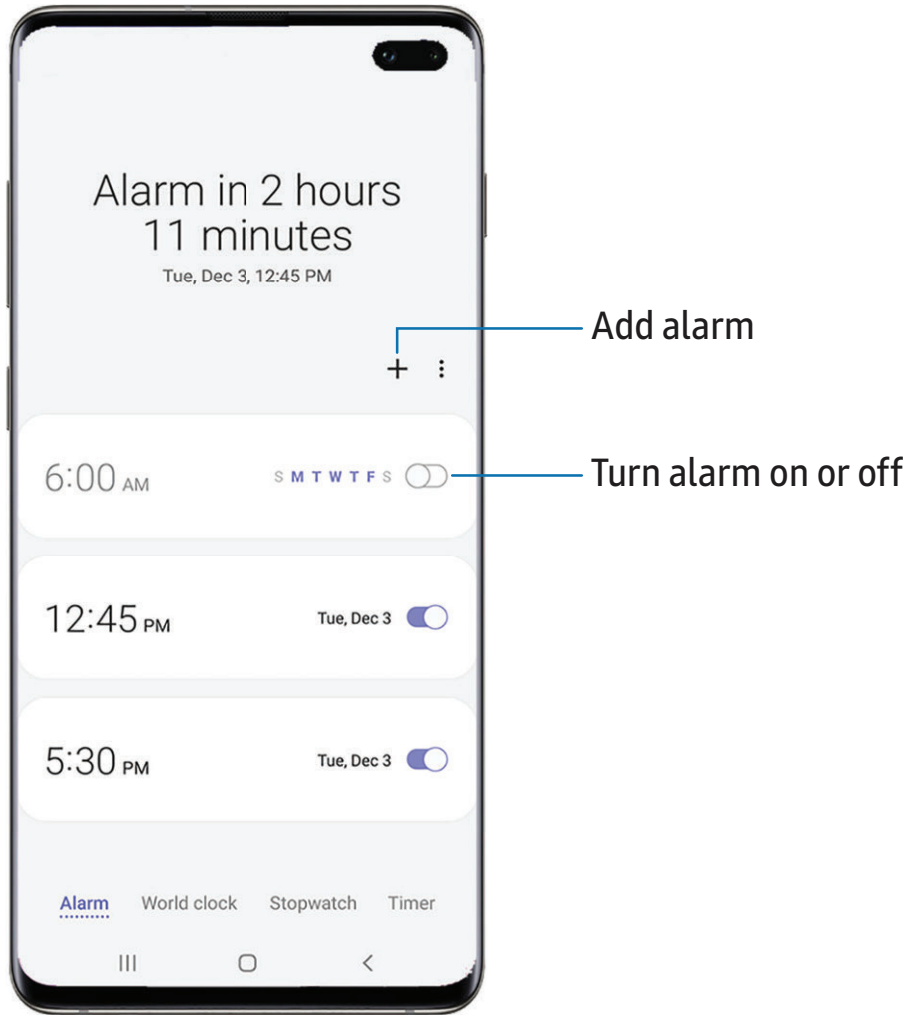 Alarm in 2 hours
11 minutes
Tue, Dec 3, 12:45 PM
Add alarm
6:00 AM S M T W T F S
Turn alarm on or off
12:45 PM Tue, Dec 3
5:30 PM Tue, Dec 3
Alarm World clock Stopwatch Timer